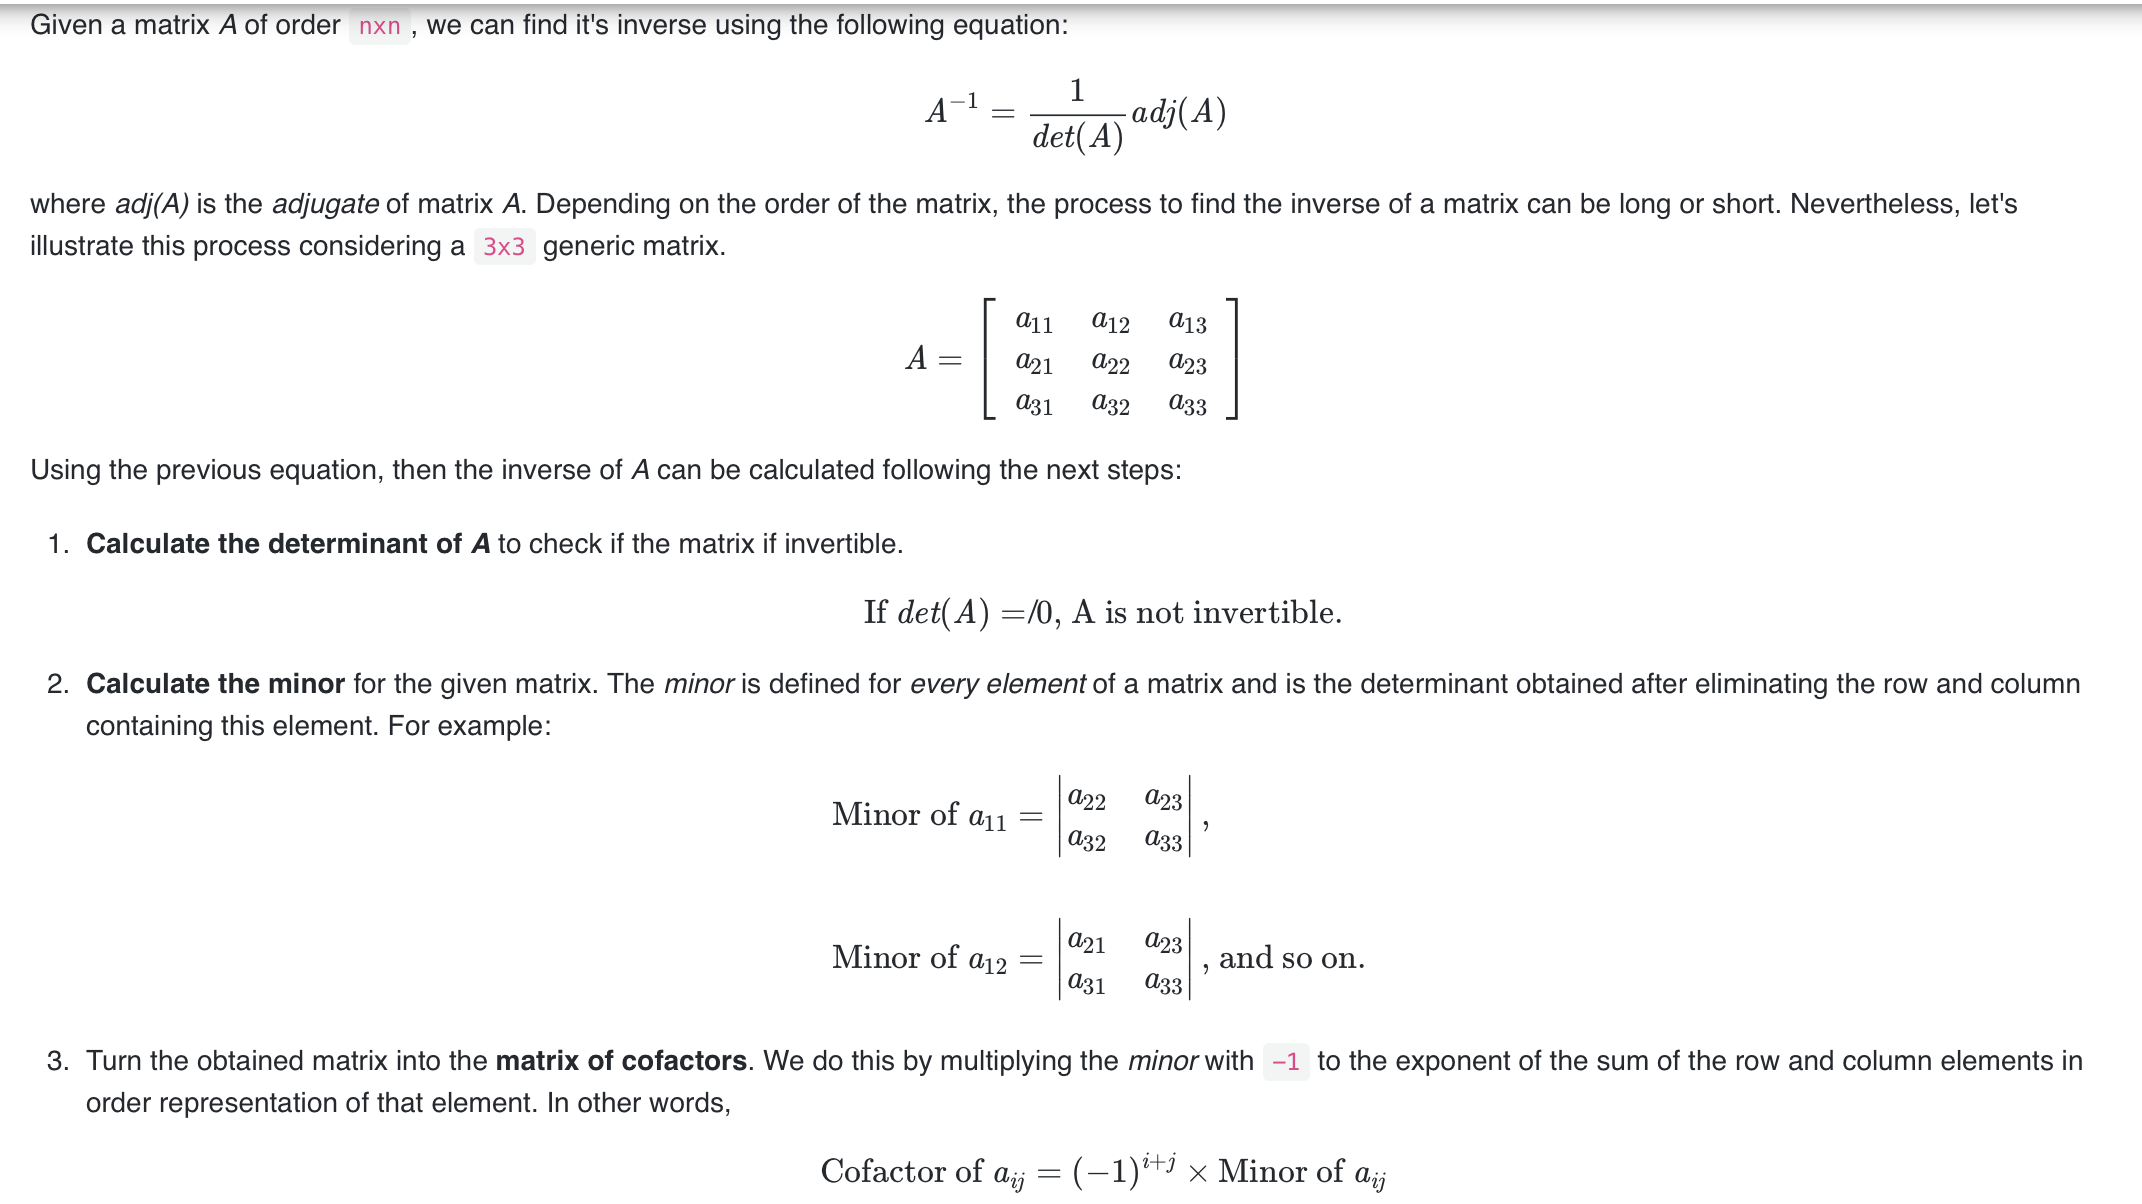 Given a matrix A of order nxn , we can find it's inverse using the following equation:
A^{-1} = \frac{1}{det(A)} adj(A)
where adj(A) is the adjugate of matrix A. Depending on the order of the matrix, the process to find the inverse of a matrix can be long or short. Nevertheless, let's
illustrate this process considering a 3x3 generic matrix.
A = \begin{bmatrix} a_{11} & a_{12} & a_{13} \\ a_{21} & a_{22} & a_{23} \\ a_{31} & a_{32} & a_{33} \end{bmatrix}
Using the previous equation, then the inverse of A can be calculated following the next steps:
1. Calculate the determinant of A to check if the matrix if invertible.
If det(A) =/0, A is not invertible.
2. Calculate the minor for the given matrix. The minor is defined for every element of a matrix and is the determinant obtained after eliminating the row and column
containing this element. For example:
Minor of a_{11} = \begin{vmatrix} a_{22} & a_{23} \\ a_{32} & a_{33} \end{vmatrix},
Minor of a_{12} = \begin{vmatrix} a_{21} & a_{23} \\ a_{31} & a_{33} \end{vmatrix}, and so on.
3. Turn the obtained matrix into the matrix of cofactors. We do this by multiplying the minor with -1 to the exponent of the sum of the row and column elements in
order representation of that element. In other words,
Cofactor of a_{ij} = (-1)^{i+j} × Minor of a_{ij}